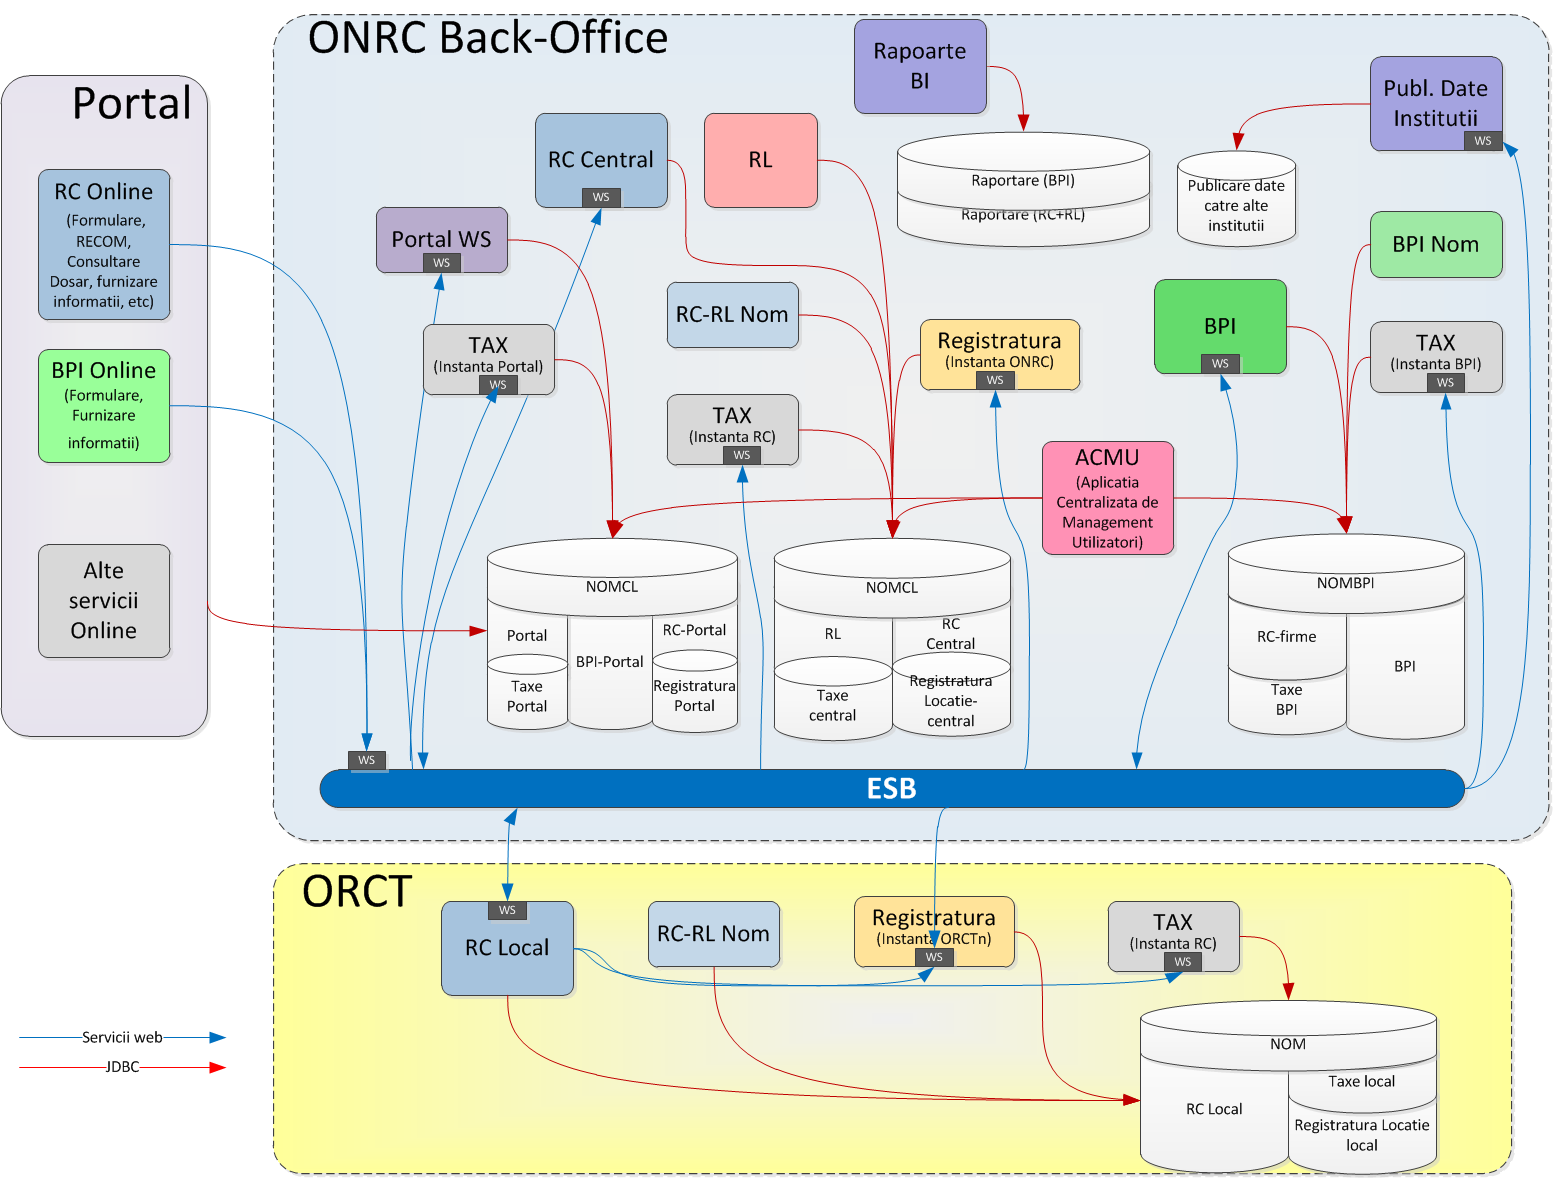 ONRC Back-Office
Portal
RC Online
(Formulare,
RECOM,
Consultare
Dosar, furnizare
informatii, etc)
BPI Online
(Formulare,
Furnizare
informatii)
Alte
servicii
Online
Rapoarte
BI
Publ. Date
Institutii
WS
RC Central
WS
RL
Raportare (BPI)
Raportare (RC+RL)
Publicare date
catre alte
institutii
Portal WS
WS
BPI Nom
RC-RL Nom
TAX
(Instanta Portal)
WS
Registratura
(Instanta ONRC)
WS
BPI
WS
TAX
(Instanta BPI)
WS
TAX
(Instanta RC)
WS
ACMU
(Aplicatia
Centralizata de
Management
Utilizatori)
NOMCL
Portal
Taxe
Portal
BPI-Portal
RC-Portal
Registratura
Portal
NOMCL
RL
Taxe
central
RC
Central
Registratura
Locatie-
central
NOMBPI
RC-firme
Taxe
BPI
BPI
WS
ESB
ORCT
WS
RC Local
RC-RL Nom
Registratura
(Instanta ORCTn)
WS
TAX
(Instanta RC)
WS
NOM
RC Local
Taxe local
Registratura Locatie
local
Servicii web
JDBC